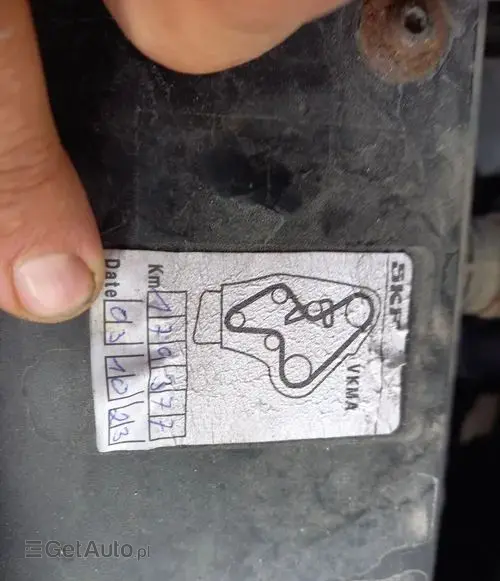 SKF
VKMA
Km
Date 03 10 23
GetAuto.pl